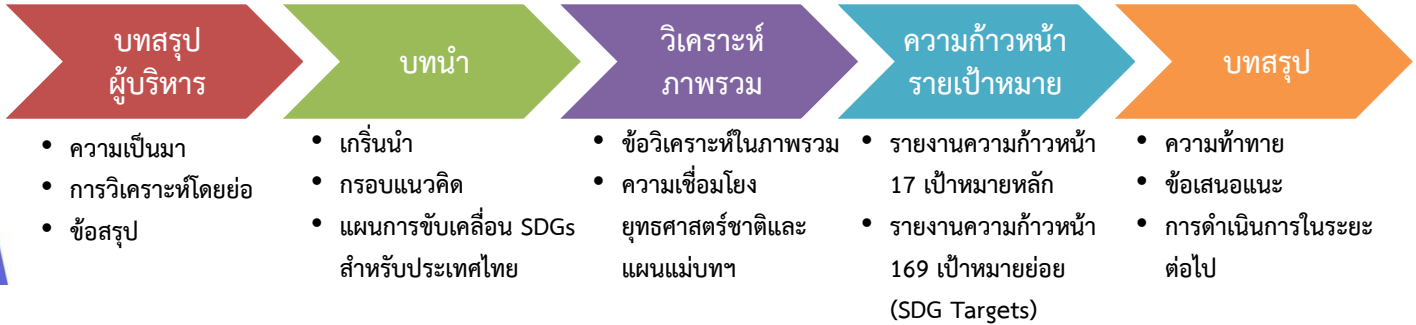 บทสรุป
ผู้บริหาร
• ความเป็นมา
• การวิเคราะห์โดยย่อ
• ข้อสรุป
บทนำ
• เกริ่นนำ
• กรอบแนวคิด
• แผนการขับเคลื่อน SDGs
สำหรับประเทศไทย
วิเคราะห์
ภาพรวม
• ข้อวิเคราะห์ในภาพรวม
• ความเชื่อมโยง
ยุทธศาสตร์ชาติและ
แผนแม่บทฯ
ความก้าวหน้า
รายเป้าหมาย
• รายงานความก้าวหน้า
17 เป้าหมายหลัก
• รายงานความก้าวหน้า
169 เป้าหมายย่อย
(SDG Targets)
บทสรุป
• ความท้าทาย
• ข้อเสนอแนะ
• การดำเนินการในระยะ
ต่อไป